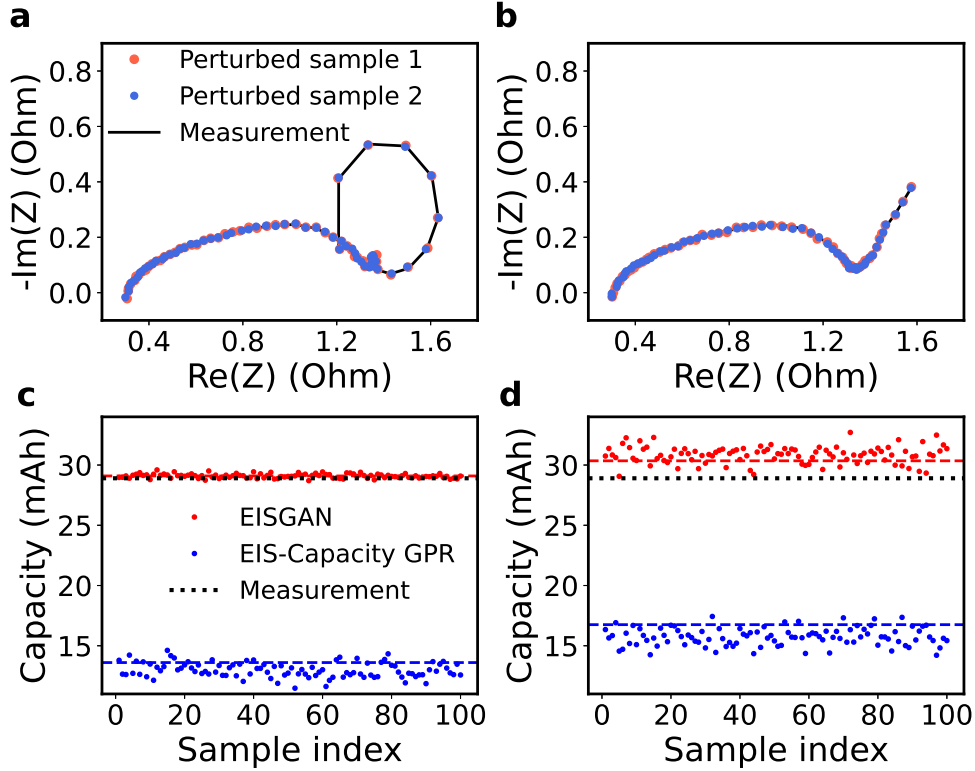 a
Perturbed sample 1
Perturbed sample 2
Measurement
-Im(Z) (Ohm)
0.8
0.6
0.4
0.2
0.0
0.4 0.8 1.2 1.6
Re(Z) (Ohm)
b
-Im(Z) (Ohm)
0.8
0.6
0.4
0.2
0.0
0.4 0.8 1.2 1.6
Re(Z) (Ohm)
c
Capacity (mAh)
30
25
20
15
EISGAN
EIS-Capacity GPR
Measurement
0 20 40 60 80 100
Sample index
d
Capacity (mAh)
30
25
20
15
0 20 40 60 80 100
Sample index